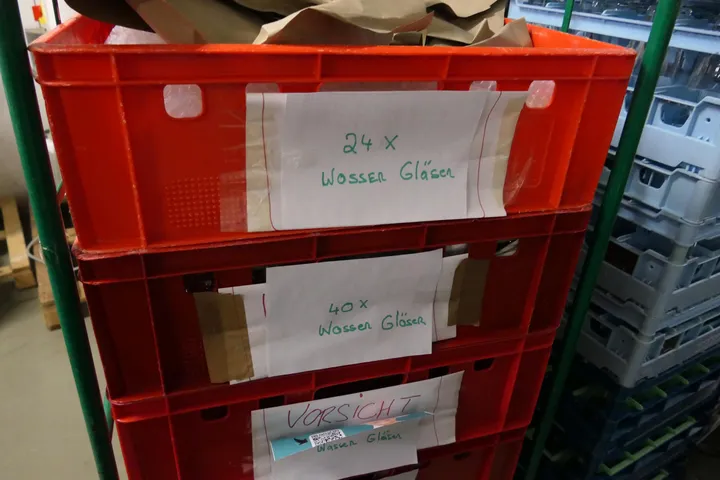 24 x
Wosser Gläser
40 x
Wosser Gläser
VORSICHT
Wasser Gläser